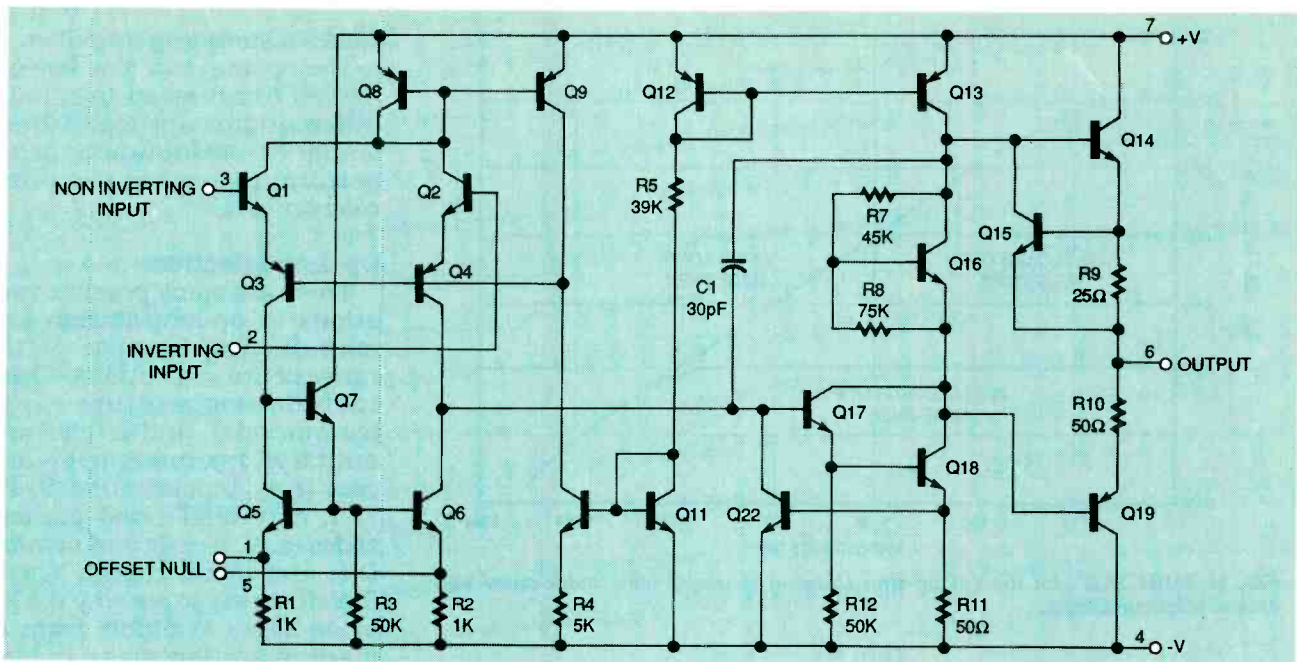 7
+V
Q8
Q9
Q12
Q13
Q14
3
NON INVERTING
INPUT
Q1
Q2
R5
39K
R7
45K
Q15
Q3
Q4
C1
30pF
Q16
R9
25Ω
R8
75K
2
INVERTING
INPUT
6
OUTPUT
Q7
Q17
R10
50Ω
Q18
Q5
Q6
Q11
Q22
Q19
1
OFFSET NULL
5
R1
1K
R3
50K
R2
1K
R4
5K
R12
50K
R11
50Ω
4
-V